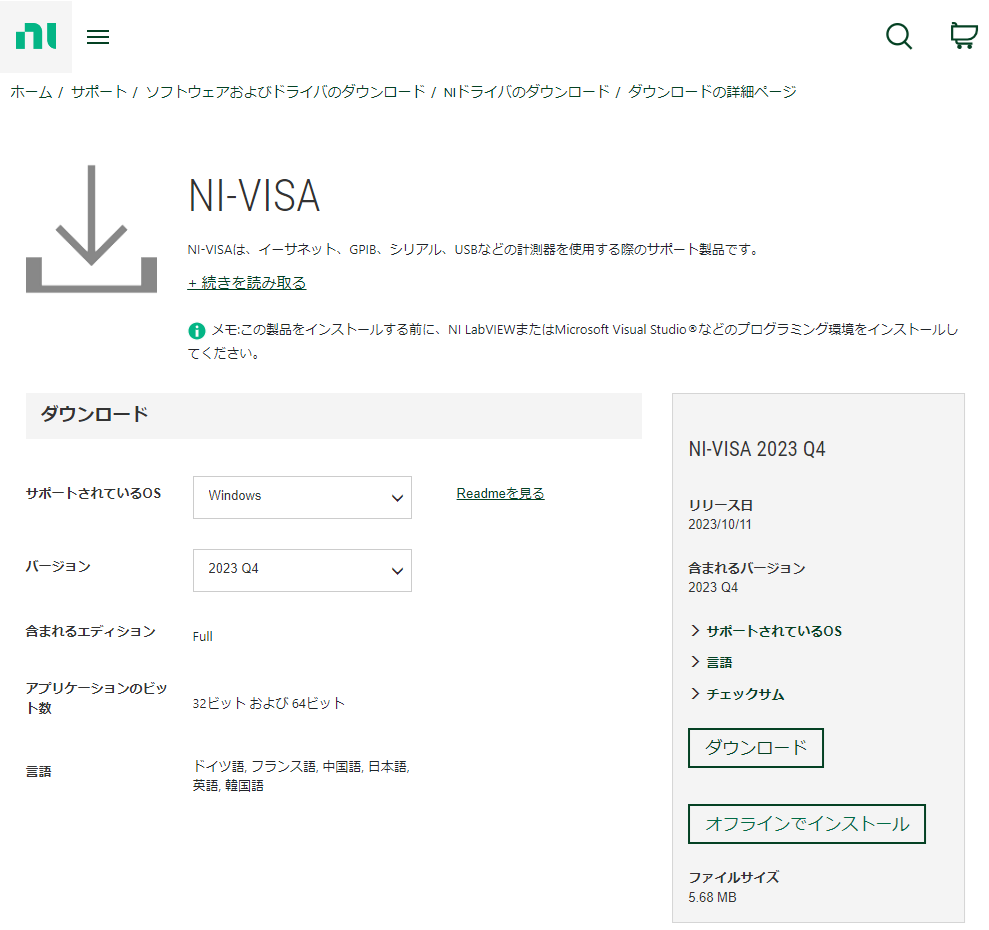 ni
ホーム / サポート / ソフトウェアおよびドライバのダウンロード / NIドライバのダウンロード / ダウンロードの詳細ページ
NI-VISA
NI-VISAは、イーサネット、GPIB、シリアル、USBなどの計測器を使用する際のサポート製品です。
+ 続きを読み取る
メモ:この製品をインストールする前に、NI LabVIEWまたはMicrosoft Visual Studio®などのプログラミング環境をインストールし
てください。
ダウンロード
サポートされているOS
Windows
Readmeを見る
バージョン
2023 Q4
含まれるエディション
Full
アプリケーションのビッ
ト数
32ビット および 64ビット
言語
ドイツ語, フランス語, 中国語, 日本語,
英語, 韓国語
NI-VISA 2023 Q4
リリース日
2023/10/11
含まれるバージョン
2023 Q4
サポートされているOS
言語
チェックサム
ダウンロード
オフラインでインストール
ファイルサイズ
5.68 MB